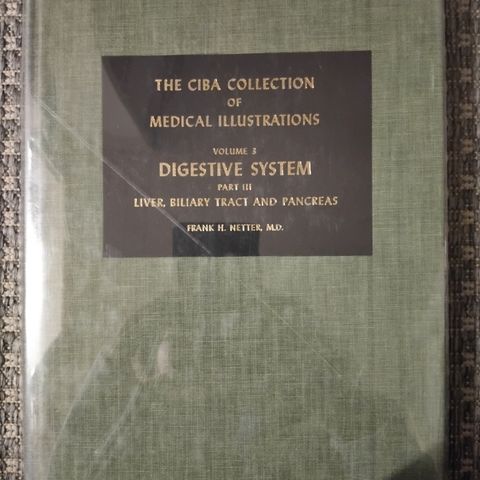 THE CIBA COLLECTION
OF
MEDICAL ILLUSTRATIONS
VOLUME 3
DIGESTIVE SYSTEM
PART III
LIVER, BILIARY TRACT AND PANCREAS
FRANK H. NETTER, M.D.